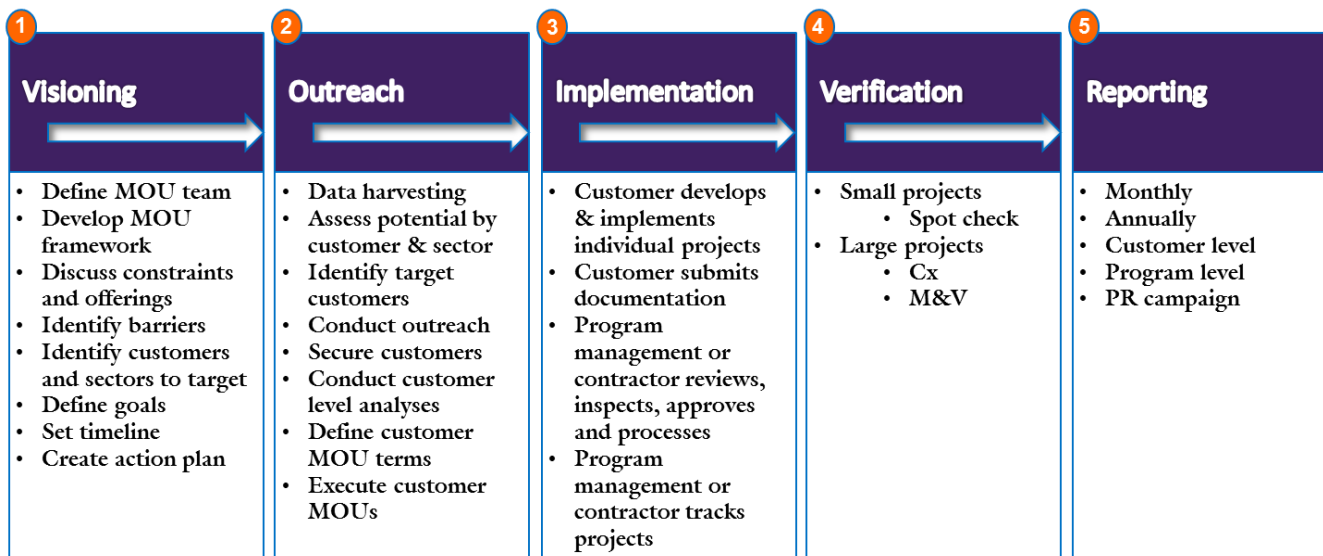 1
Visioning
• Define MOU team
• Develop MOU
framework
• Discuss constraints
and offerings
• Identify barriers
• Identify customers
and sectors to target
• Define goals
• Set timeline
• Create action plan
2
Outreach
• Data harvesting
• Assess potential by
customer & sector
• Identify target
customers
• Conduct outreach
• Secure customers
• Conduct customer
level analyses
• Define customer
MOU terms
• Execute customer
MOUs
3
Implementation
• Customer develops
& implements
individual projects
• Customer submits
documentation
• Program
management or
contractor reviews,
inspects, approves
and processes
• Program
management or
contractor tracks
projects
4
Verification
• Small projects
• Spot check
• Large projects
• Cx
• M&V
5
Reporting
• Monthly
• Annually
• Customer level
• Program level
• PR campaign